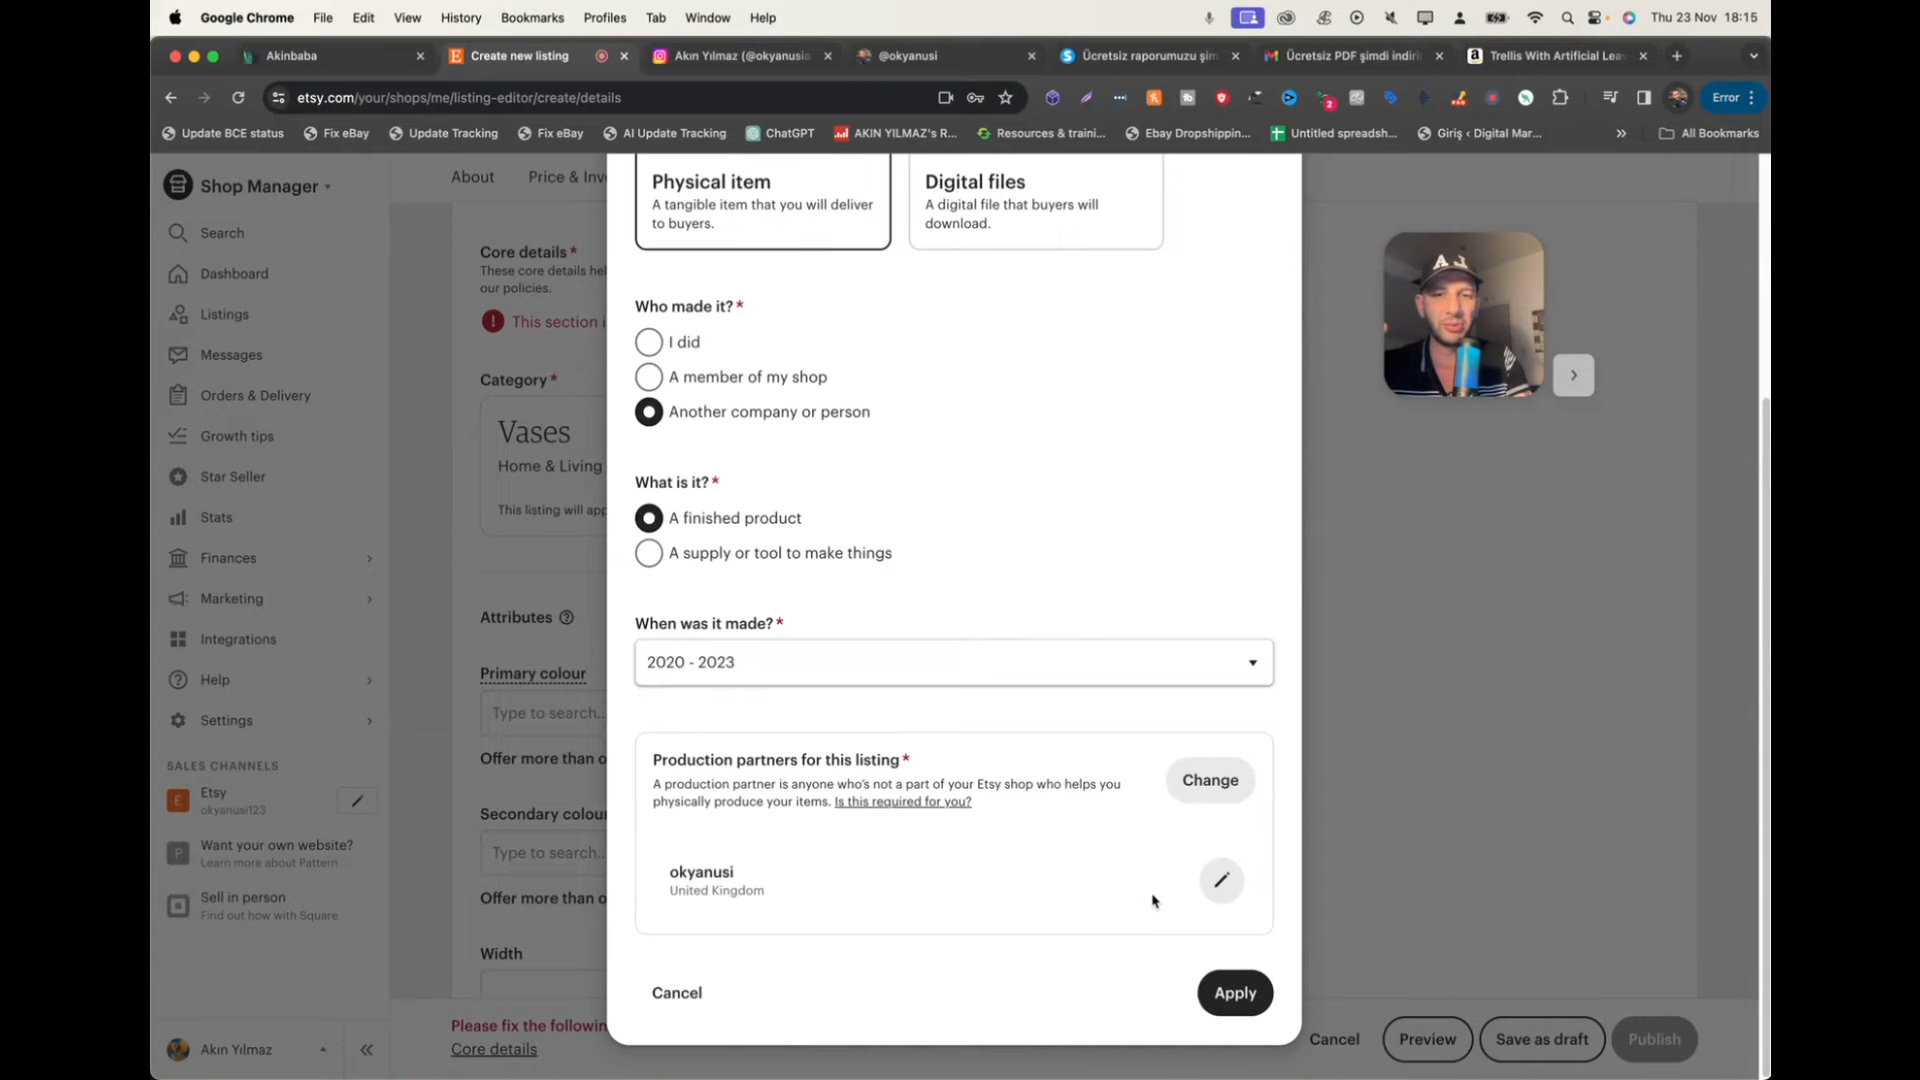 Google Chrome File Edit View History Bookmarks Profiles Tab Window Help Thu 23 Nov 18:15
Akinbaba
Create new listing
Akın Yılmaz (@okyanusi
@okyanusi
Ücretsiz raporumuzu şim
Ücretsiz PDF şimdi indiri
Trellis With Artificial Leav
etsy.com/your/shops/me/listing-editor/create/details
2
Error
Update BCE status
Fix eBay
Update Tracking
Fix eBay
AI Update Tracking
ChatGPT
AKIN YILMAZ's R...
Resources & traini...
Ebay Dropshippin...
Untitled spreadsh...
Giriş ‹ Digital Mar...
»
All Bookmarks
Shop Manager
Search
Dashboard
Listings
Messages
Orders & Delivery
Growth tips
Star Seller
Stats
Finances
Marketing
Integrations
Help
Settings
SALES CHANNELS
E
Etsy
okyanusi123
P
Want your own website?
Learn more about Pattern
Sell in person
Find out how with Square
Akın Yılmaz
About
Price & Inv
Core details*
These core details hel
our policies.
! This section i
Category*
Vases
Home & Living
This listing will app
Attributes ?
Primary colour
Type to search...
Offer more than o
Secondary colou
Type to search...
Offer more than o
Width
Please fix the followin
Core details
Physical item
A tangible item that you will deliver
to buyers.
Digital files
A digital file that buyers will
download.
Who made it?*
I did
A member of my shop
Another company or person
What is it?*
A finished product
A supply or tool to make things
When was it made?*
2020 - 2023
Production partners for this listing*
A production partner is anyone who's not a part of your Etsy shop who helps you
physically produce your items. Is this required for you?
Change
okyanusi
United Kingdom
Cancel
Apply
A J
Cancel
Preview
Save as draft
Publish